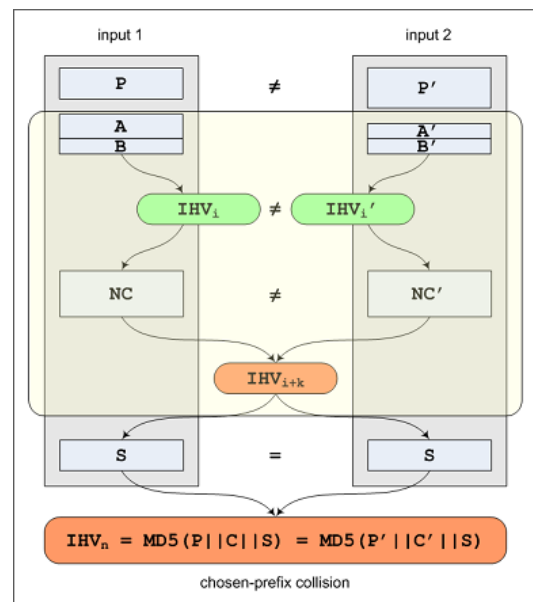 input 1 input 2
P ≠ P'
A A'
B B'
IHVᵢ ≠ IHVᵢ'
NC ≠ NC'
IHVᵢ₊ₖ
S = S
IHVₙ = MD5(P||C||S) = MD5(P'||C'||S)
chosen-prefix collision